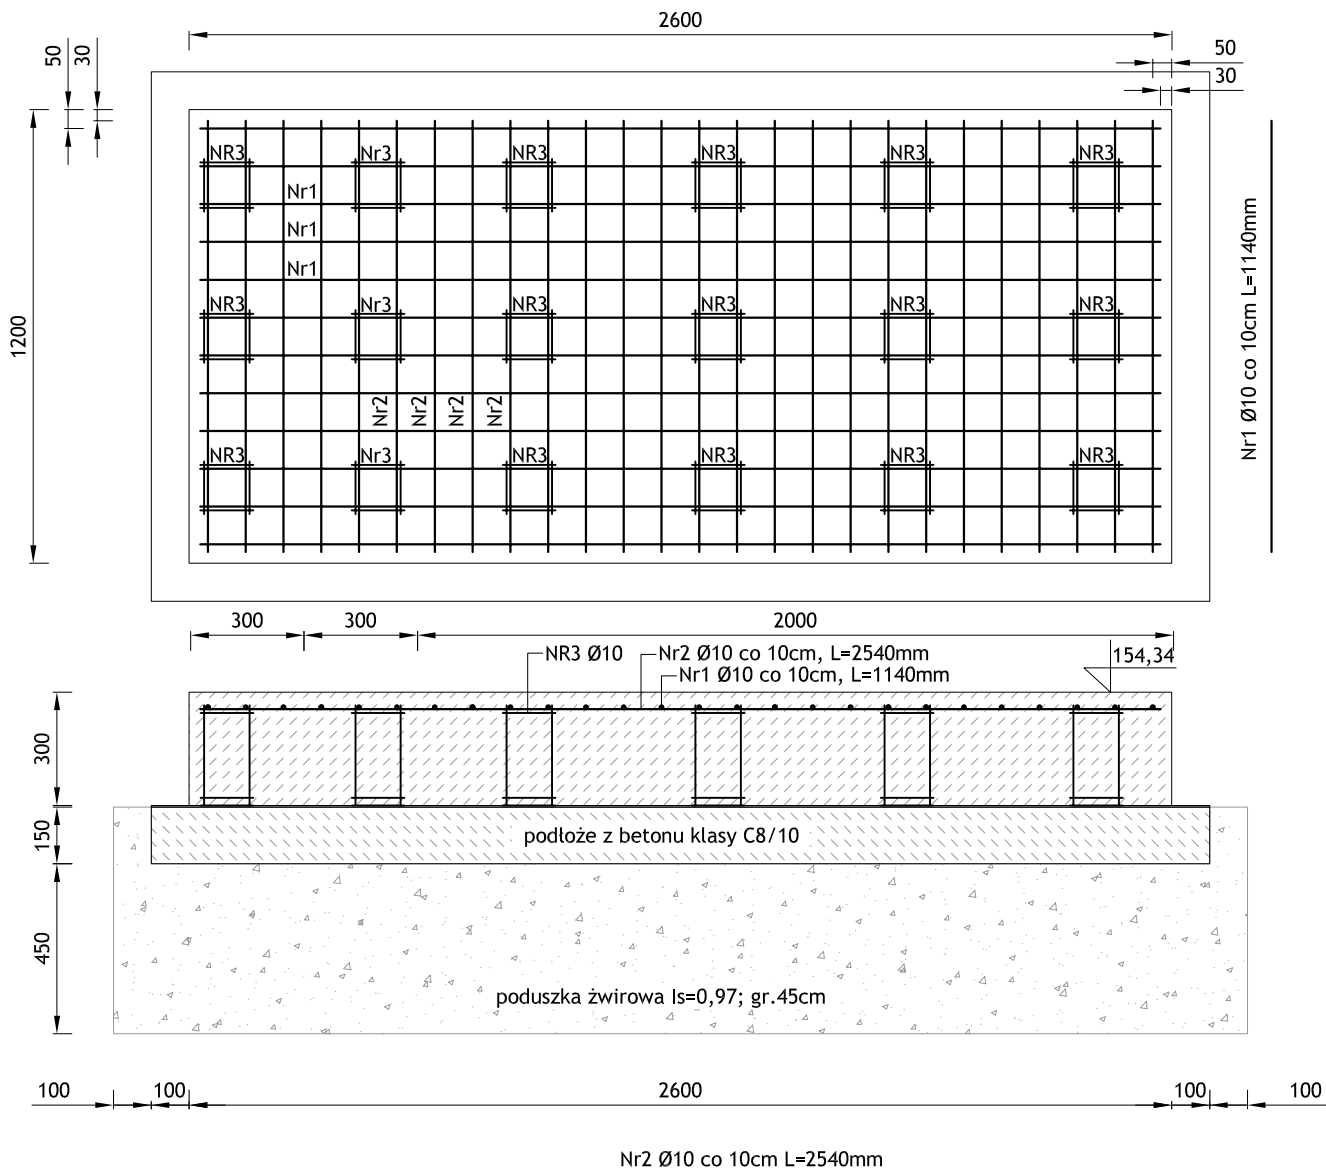 2600
50
30
50
30
NR3 Nr3 NR3 NR3 NR3 NR3
Nr1
Nr1
Nr1
1200
NR3 Nr3 NR3 NR3 NR3 NR3
Nr2 Nr2 Nr2 Nr2
NR3 Nr3 NR3 NR3 NR3 NR3
Nr1 Ø10 co 10cm L=1140mm
300 300 2000
NR3 Ø10
Nr2 Ø10 co 10cm, L=2540mm
Nr1 Ø10 co 10cm, L=1140mm
154,34
300
150
podłoże z betonu klasy C8/10
450
poduszka żwirowa Is=0,97; gr.45cm
100 100 2600 100 100
Nr2 Ø10 co 10cm L=2540mm